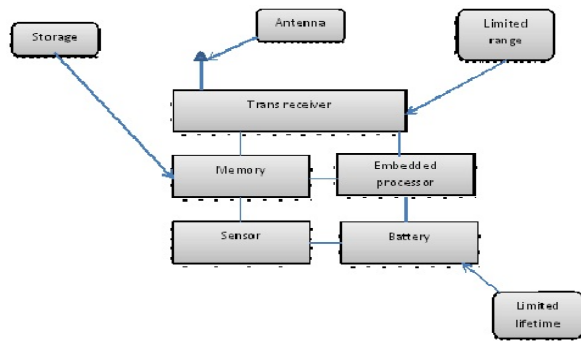 Storage
Antenna
Limited
range
Trans receiver
Memory
Embedded
processor
Sensor
Battery
Limited
lifetime